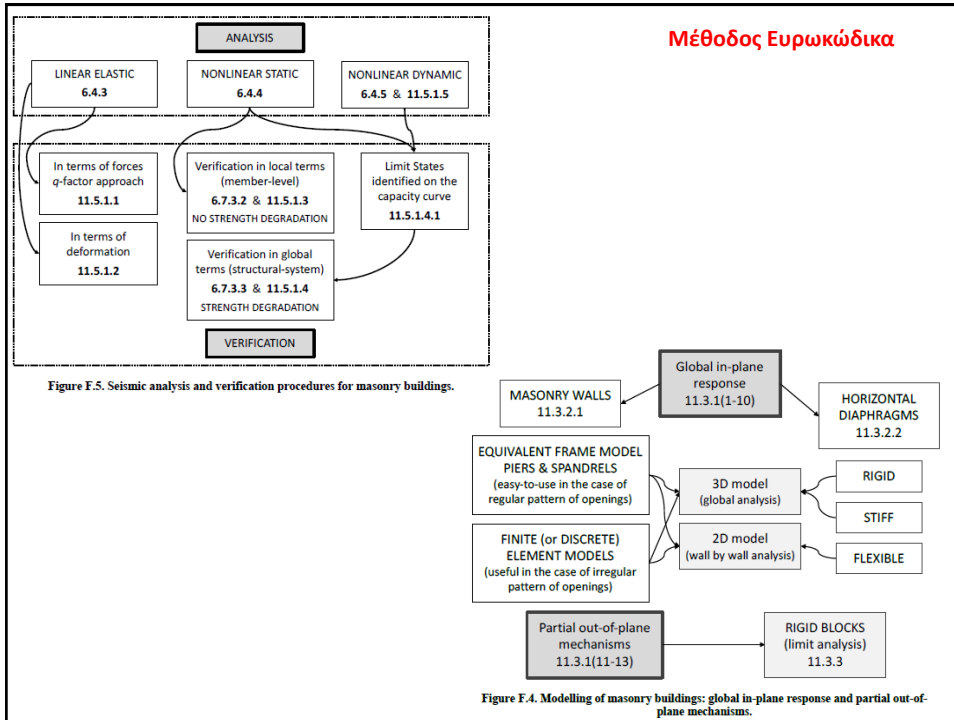 Μέθοδος Ευρωκώδικα
ANALYSIS
LINEAR ELASTIC
6.4.3
NONLINEAR STATIC
6.4.4
NONLINEAR DYNAMIC
6.4.5 & 11.5.1.5
In terms of forces
q-factor approach
11.5.1.1
In terms of
deformation
11.5.1.2
Verification in local terms
(member-level)
6.7.3.2 & 11.5.1.3
NO STRENGTH DEGRADATION
Verification in global
terms (structural-system)
6.7.3.3 & 11.5.1.4
STRENGTH DEGRADATION
Limit States
identified on the
capacity curve
11.5.1.4.1
VERIFICATION
Figure F.5. Seismic analysis and verification procedures for masonry buildings.
Global in-plane
response
11.3.1(1-10)
MASONRY WALLS
11.3.2.1
HORIZONTAL
DIAPHRAGMS
11.3.2.2
EQUIVALENT FRAME MODEL
PIERS & SPANDRELS
(easy-to-use in the case of
regular pattern of openings)
FINITE (or DISCRETE)
ELEMENT MODELS
(useful in the case of irregular
pattern of openings)
3D model
(global analysis)
2D model
(wall by wall analysis)
RIGID
STIFF
FLEXIBLE
Partial out-of-plane
mechanisms
11.3.1(11-13)
RIGID BLOCKS
(limit analysis)
11.3.3
Figure F.4. Modelling of masonry buildings: global in-plane response and partial out-of-
plane mechanisms.